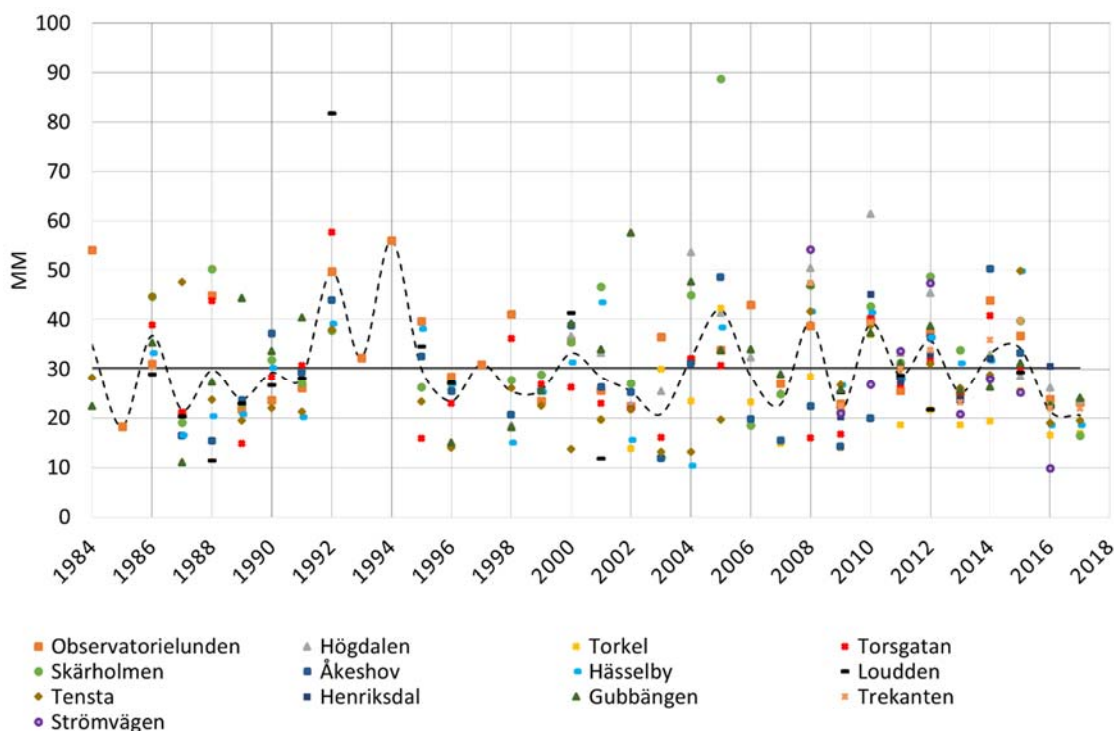 100
90
80
70
60
50
40
30
20
10
0
MM
1984 1986 1988 1990 1992 1994 1996 1998 2000 2002 2004 2006 2008 2010 2012 2014 2016 2018
Observatorielunden Högdalen Torkel Torsgatan
Skärholmen Åkeshov Hässelby Loudden
Tensta Henriksdal Gubbängen Trekanten
Strömvägen